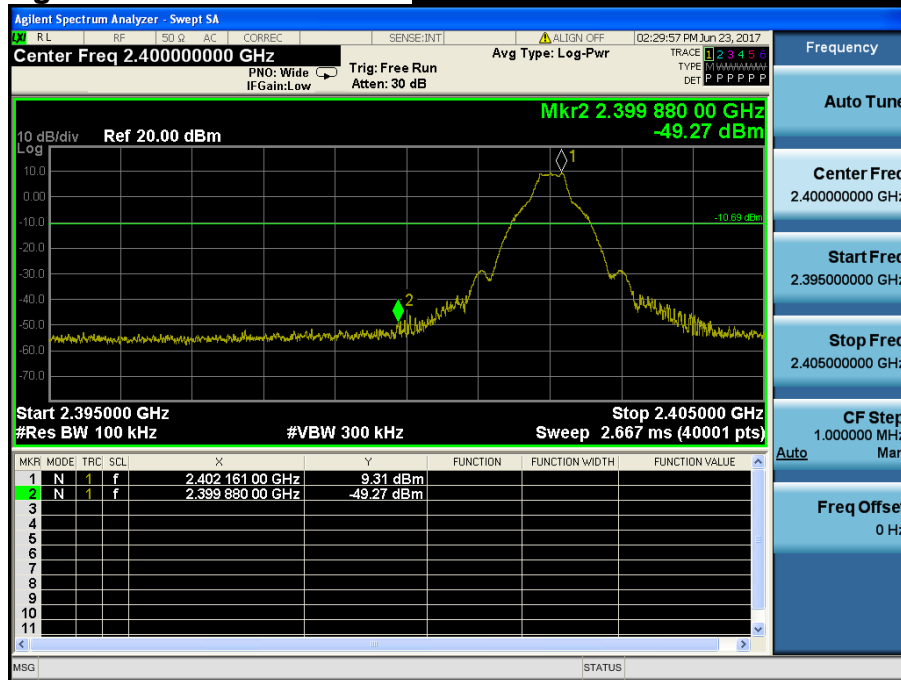 Agilent Spectrum Analyzer - Swept SA
LXI RL RF 50 Ω AC CORREC SENSE:INT ALIGN OFF 02:29:57 PM Jun 23, 2017
Center Freq 2.400000000 GHz
PNO: Wide
IFGain:Low
Trig: Free Run
Atten: 30 dB
Avg Type: Log-Pwr
TRACE 1 2 3 4 5 6
TYPE M WWWWW
DET P P P P P P
Mkr2 2.399 880 00 GHz
-49.27 dBm
10 dB/div Ref 20.00 dBm
Log
1
10.0
0.00
-10.69 dBm
-10.0
-20.0
-30.0
-40.0
2
-50.0
-60.0
-70.0
Start 2.395000 GHz Stop 2.405000 GHz
#Res BW 100 kHz #VBW 300 kHz Sweep 2.667 ms (40001 pts)
MKR MODE TRC SCL X Y FUNCTION FUNCTION WIDTH FUNCTION VALUE
1 N 1 f 2.402 161 00 GHz 9.31 dBm
2 N 1 f 2.399 880 00 GHz -49.27 dBm
3
4
5
6
7
8
9
10
11
MSG STATUS
Frequency
Auto Tune
Center Freq
2.400000000 GHz
Start Freq
2.395000000 GHz
Stop Freq
2.405000000 GHz
CF Step
1.000000 MHz
Auto Man
Freq Offset
0 Hz